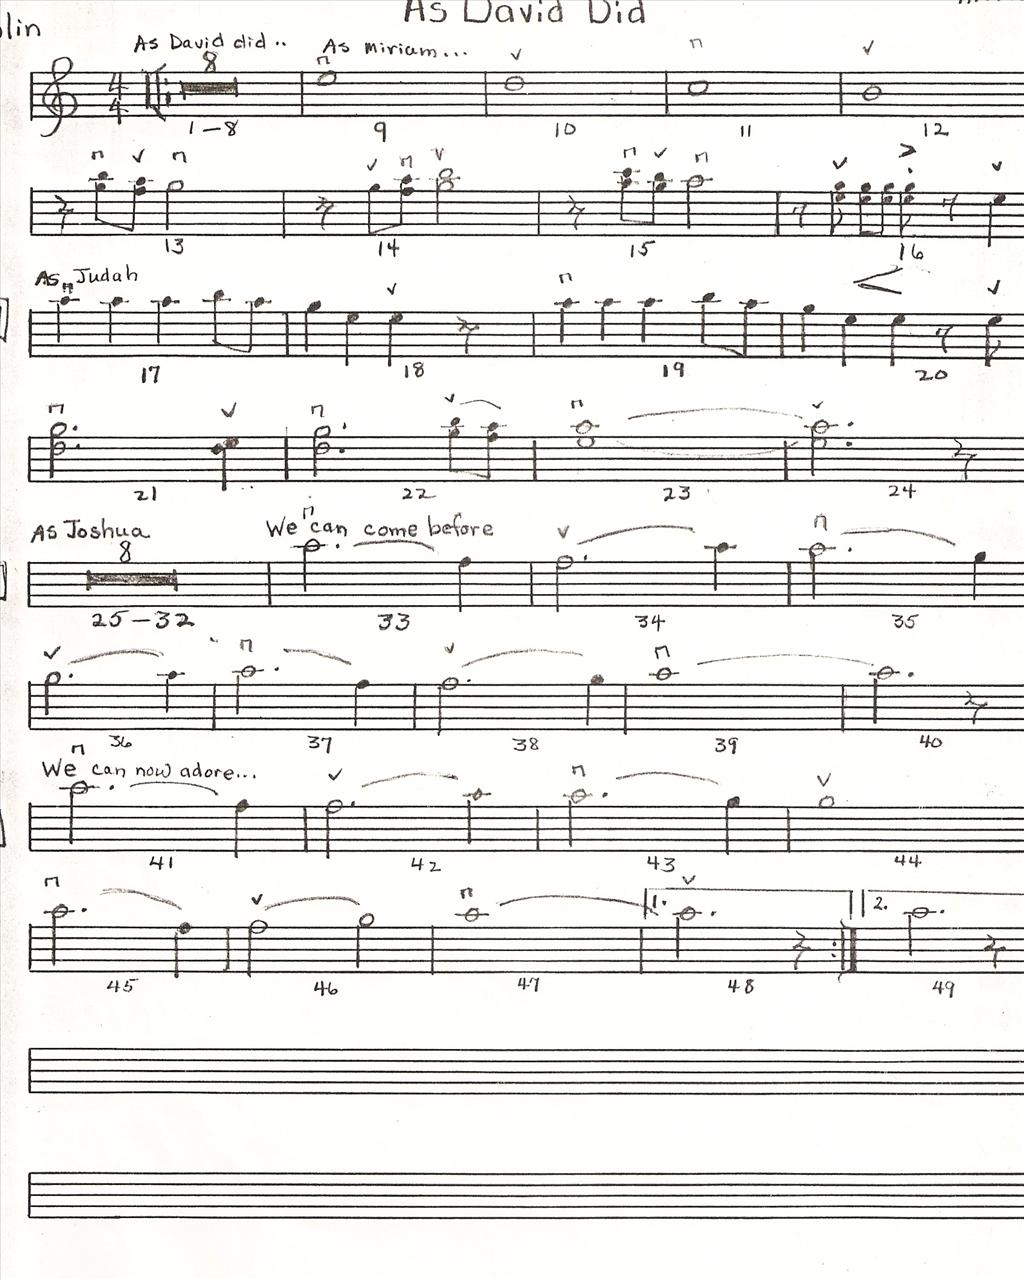 As David Did
As David did.. As Miriam...
8
4
4
1-8 9 10 11 12
13 14 15 16
As Judah
17 18 19 20
21 22 23 24
As Joshua We can come before
8
25-32 33 34 35
36 37 38 39 40
We can now adore...
41 42 43 44
1. 2.
45 46 47 48 49